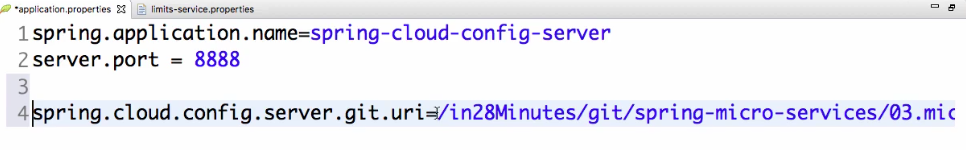 *application.properties limits-service.properties
1 spring.application.name=spring-cloud-config-server
2 server.port = 8888
3
4 spring.cloud.config.server.git.uri=/in28Minutes/git/spring-micro-services/03.mic